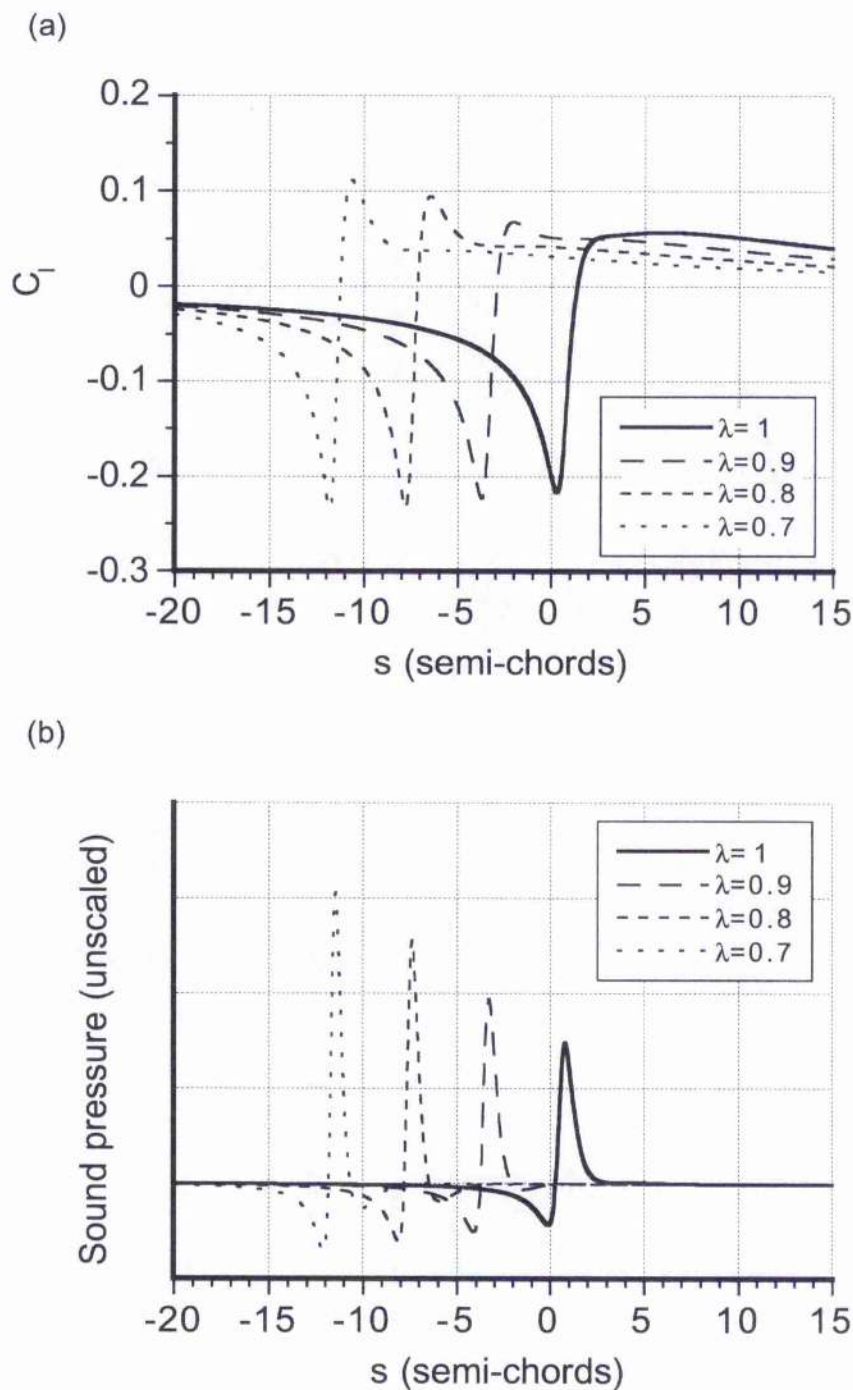 (a)
0.2
0.1
0
-0.1
-0.2
-0.3
C_l
-20 -15 -10 -5 0 5 10 15
s (semi-chords)
λ= 1
λ=0.9
λ=0.8
λ=0.7
(b)
Sound pressure (unscaled)
λ= 1
λ=0.9
λ=0.8
λ=0.7
-20 -15 -10 -5 0 5 10 15
s (semi-chords)